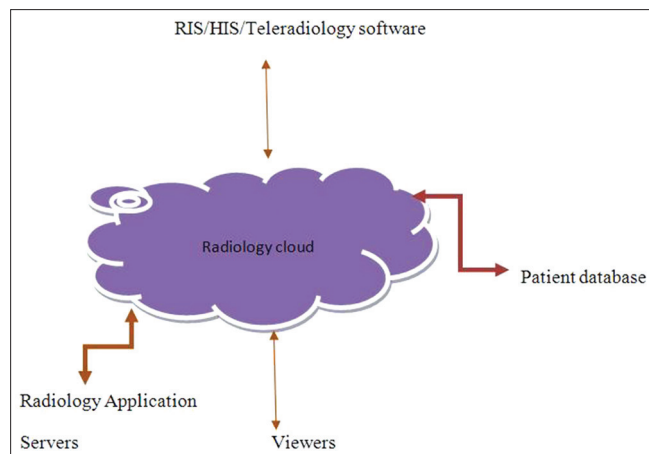 RIS/HIS/Teleradiology software
Radiology cloud
Patient database
Radiology Application
Servers
Viewers